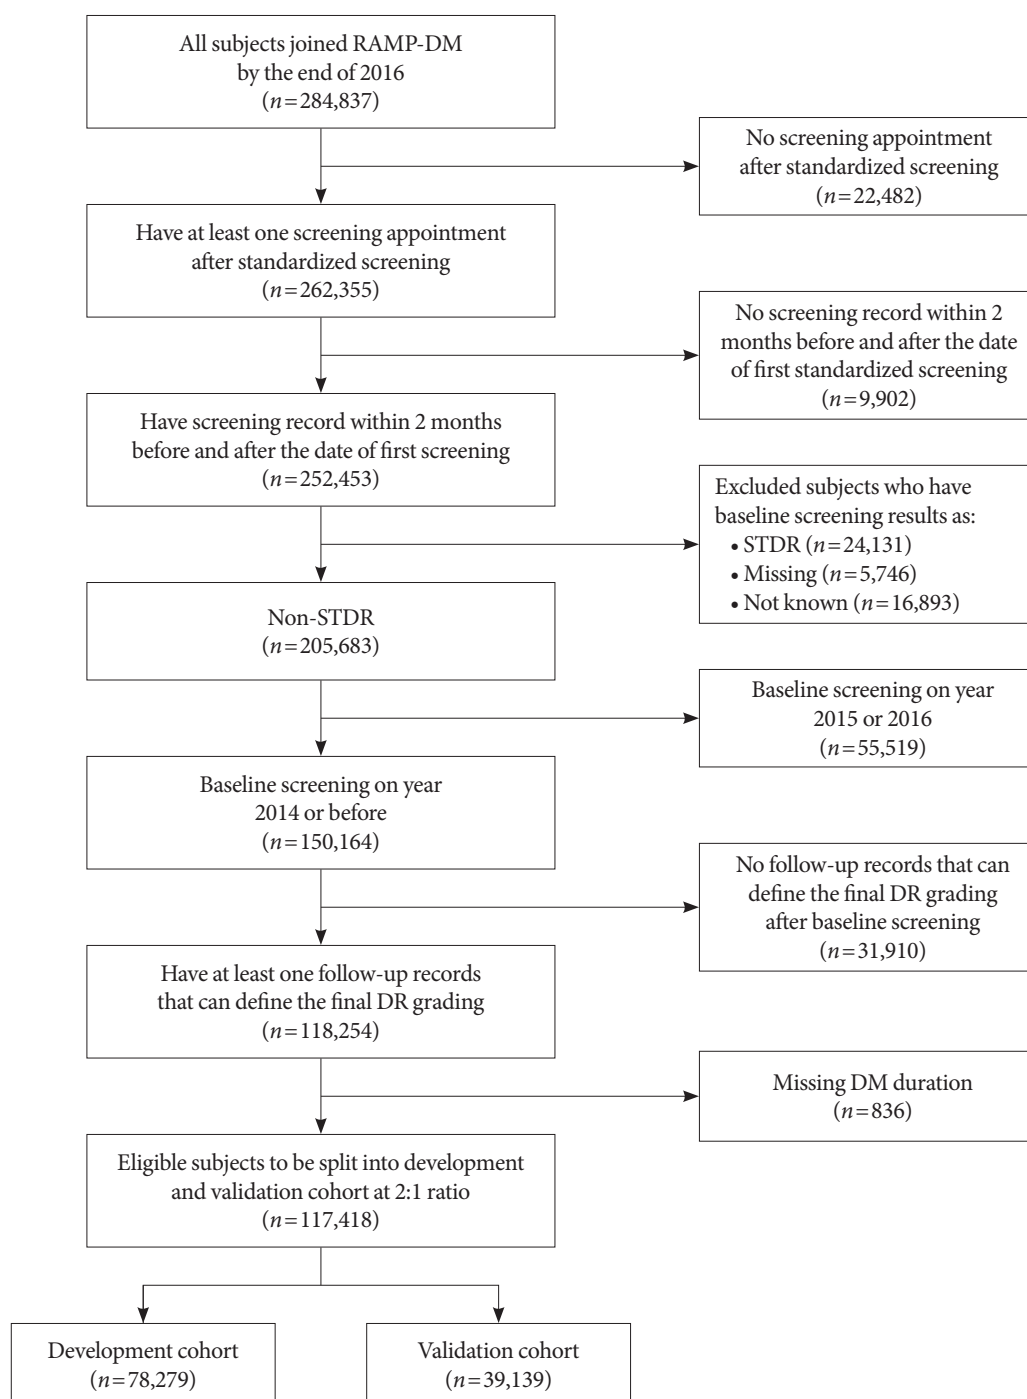 All subjects joined RAMP-DM
by the end of 2016
(n=284,837)
No screening appointment
after standardized screening
(n=22,482)
Have at least one screening appointment
after standardized screening
(n=262,355)
No screening record within 2
months before and after the date
of first standardized screening
(n=9,902)
Have screening record within 2 months
before and after the date of first screening
(n=252,453)
Excluded subjects who have
baseline screening results as:
• STDR (n=24,131)
• Missing (n=5,746)
• Not known (n=16,893)
Non-STDR
(n=205,683)
Baseline screening on year
2015 or 2016
(n=55,519)
Baseline screening on year
2014 or before
(n=150,164)
No follow-up records that can
define the final DR grading
after baseline screening
(n=31,910)
Have at least one follow-up records
that can define the final DR grading
(n=118,254)
Missing DM duration
(n=836)
Eligible subjects to be split into development
and validation cohort at 2:1 ratio
(n=117,418)
Development cohort
(n=78,279)
Validation cohort
(n=39,139)